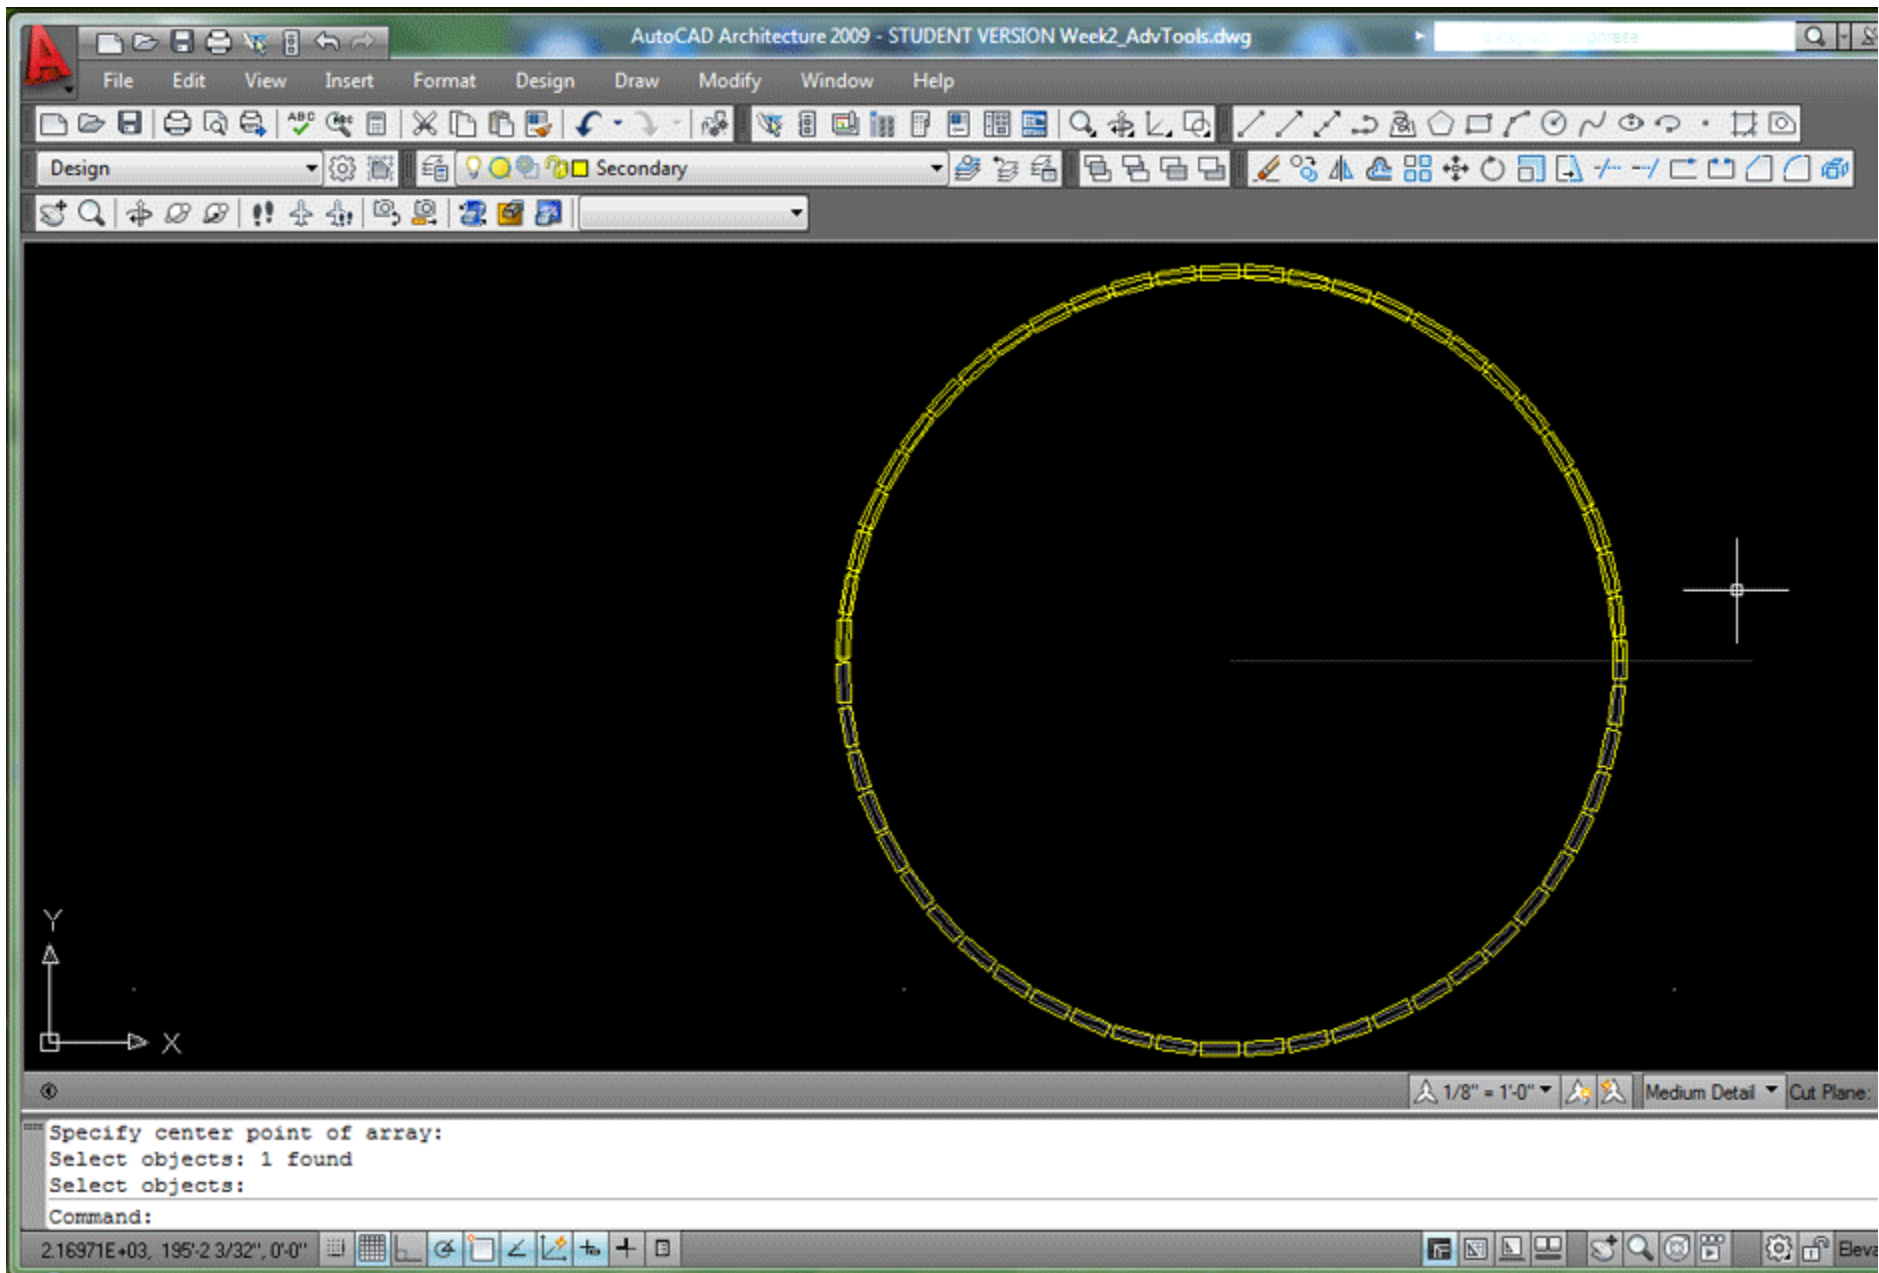 AutoCAD Architecture 2009 - STUDENT VERSION Week2_AdvTools.dwg
File Edit View Insert Format Design Draw Modify Window Help
ABC
Design Secondary
Y
X
1/8" = 1'-0" Medium Detail Cut Plane:
Specify center point of array:
Select objects: 1 found
Select objects:
Command:
2.16971E+03, 195'-2 3/32", 0'-0" Eleva